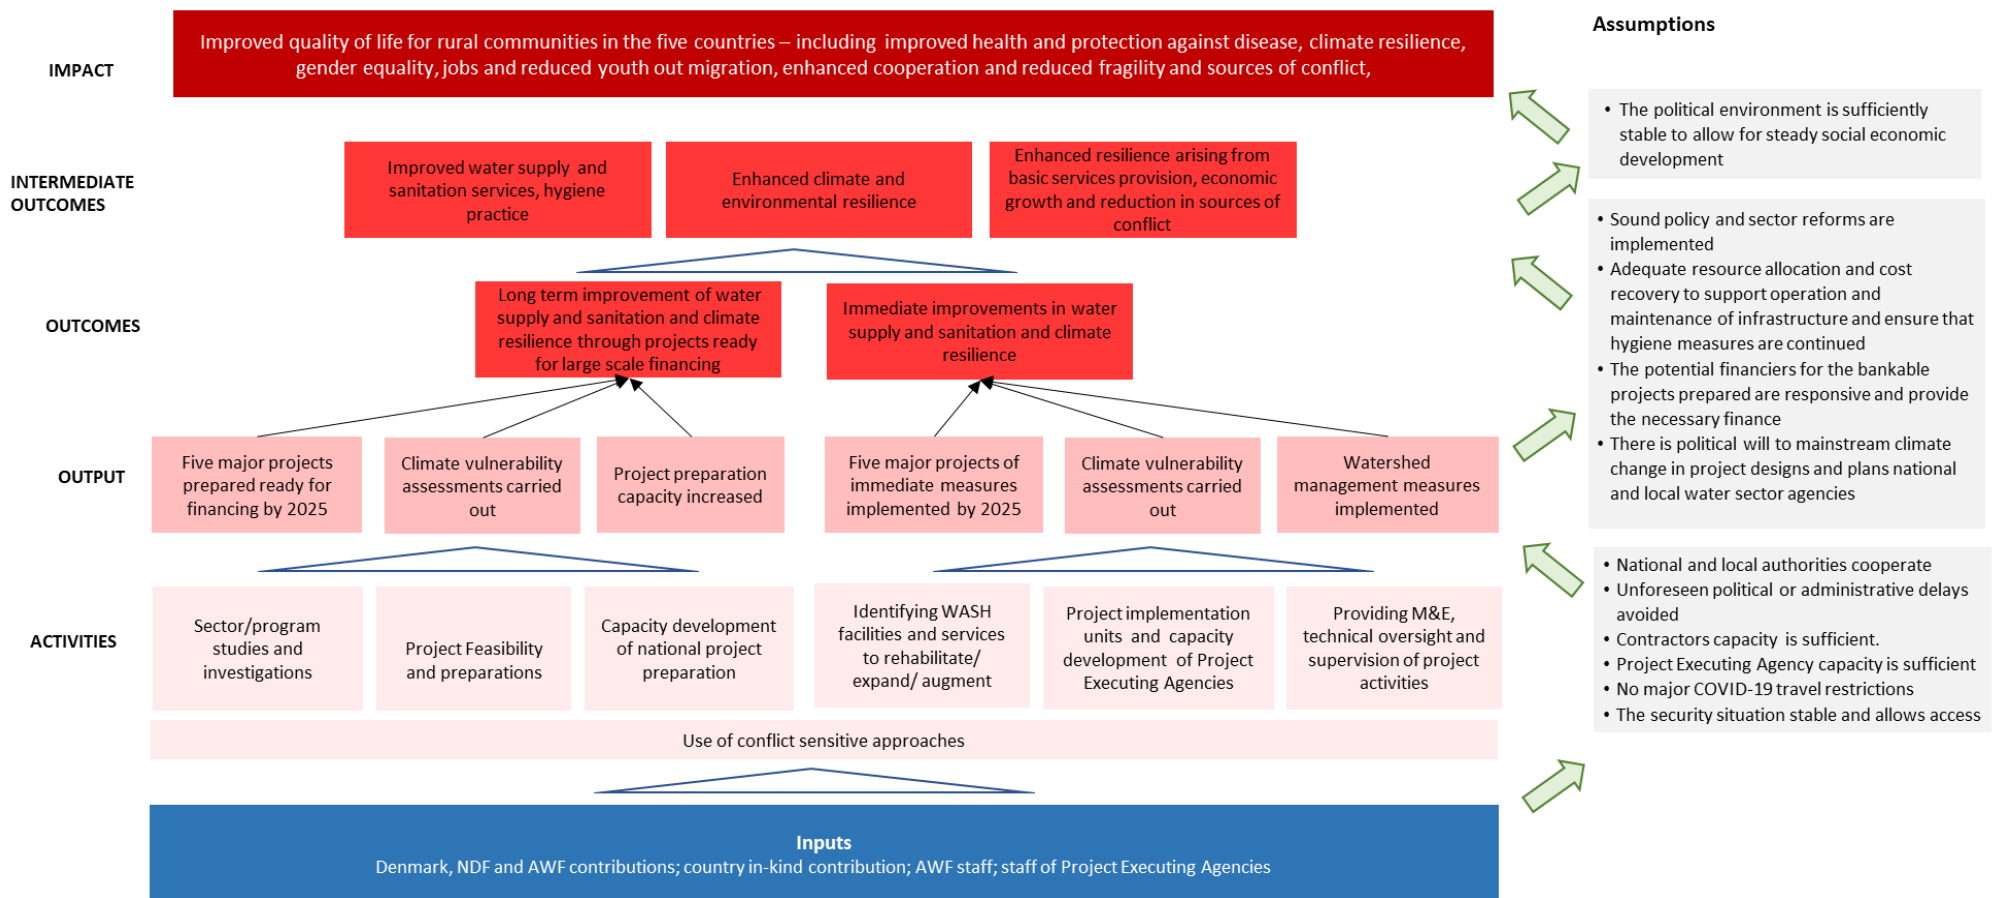 Assumptions
IMPACT
Improved quality of life for rural communities in the five countries – including improved health and protection against disease, climate resilience,
gender equality, jobs and reduced youth out migration, enhanced cooperation and reduced fragility and sources of conflict,
• The political environment is sufficiently
stable to allow for steady social economic
development
INTERMEDIATE
OUTCOMES
Improved water supply and
sanitation services, hygiene
practice
Enhanced climate and
environmental resilience
Enhanced resilience arising from
basic services provision, economic
growth and reduction in sources of
conflict
• Sound policy and sector reforms are
implemented
• Adequate resource allocation and cost
recovery to support operation and
maintenance of infrastructure and ensure that
hygiene measures are continued
• The potential financiers for the bankable
projects prepared are responsive and provide
the necessary finance
• There is political will to mainstream climate
change in project designs and plans national
and local water sector agencies
OUTCOMES
Long term improvement of water
supply and sanitation and climate
resilience through projects ready
for large scale financing
Immediate improvements in water
supply and sanitation and climate
resilience
OUTPUT
Five major projects
prepared ready for
financing by 2025
Climate vulnerability
assessments carried
out
Project preparation
capacity increased
Five major projects of
immediate measures
implemented by 2025
Climate vulnerability
assessments carried
out
Watershed
management measures
implemented
• National and local authorities cooperate
• Unforeseen political or administrative delays
avoided
• Contractors capacity is sufficient.
• Project Executing Agency capacity is sufficient
• No major COVID-19 travel restrictions
• The security situation stable and allows access
ACTIVITIES
Sector/program
studies and
investigations
Project Feasibility
and preparations
Capacity development
of national project
preparation
Identifying WASH
facilities and services
to rehabilitate/
expand/ augment
Project implementation
units and capacity
development of Project
Executing Agencies
Providing M&E,
technical oversight and
supervision of project
activities
Use of conflict sensitive approaches
Inputs
Denmark, NDF and AWF contributions; country in-kind contribution; AWF staff; staff of Project Executing Agencies